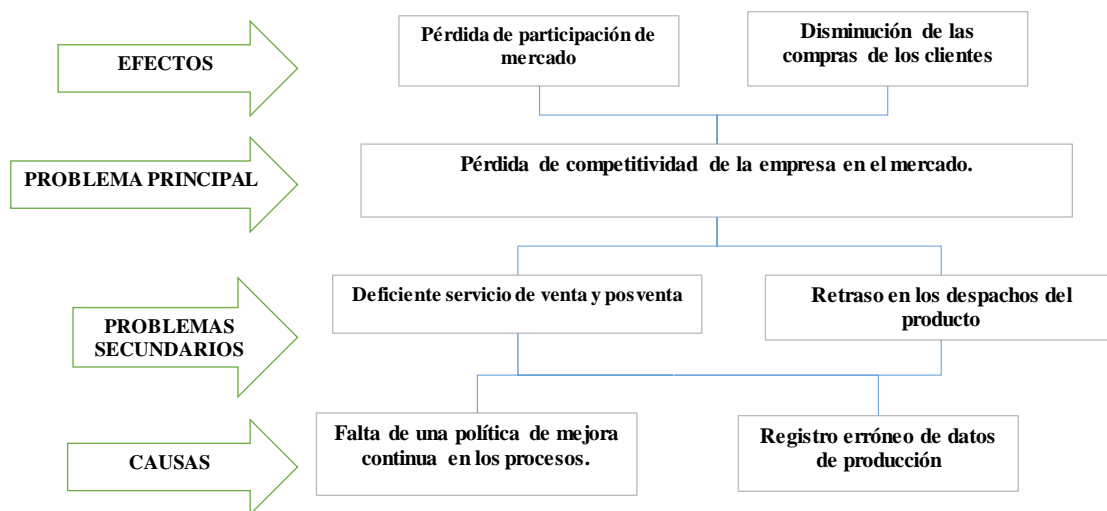 EFECTOS
Pérdida de participación de
mercado
Disminución de las
compras de los clientes
PROBLEMA PRINCIPAL
Pérdida de competitividad de la empresa en el mercado.
PROBLEMAS
SECUNDARIOS
Deficiente servicio de venta y posventa
Retraso en los despachos del
producto
CAUSAS
Falta de una política de mejora
continua en los procesos.
Registro erróneo de datos
de producción